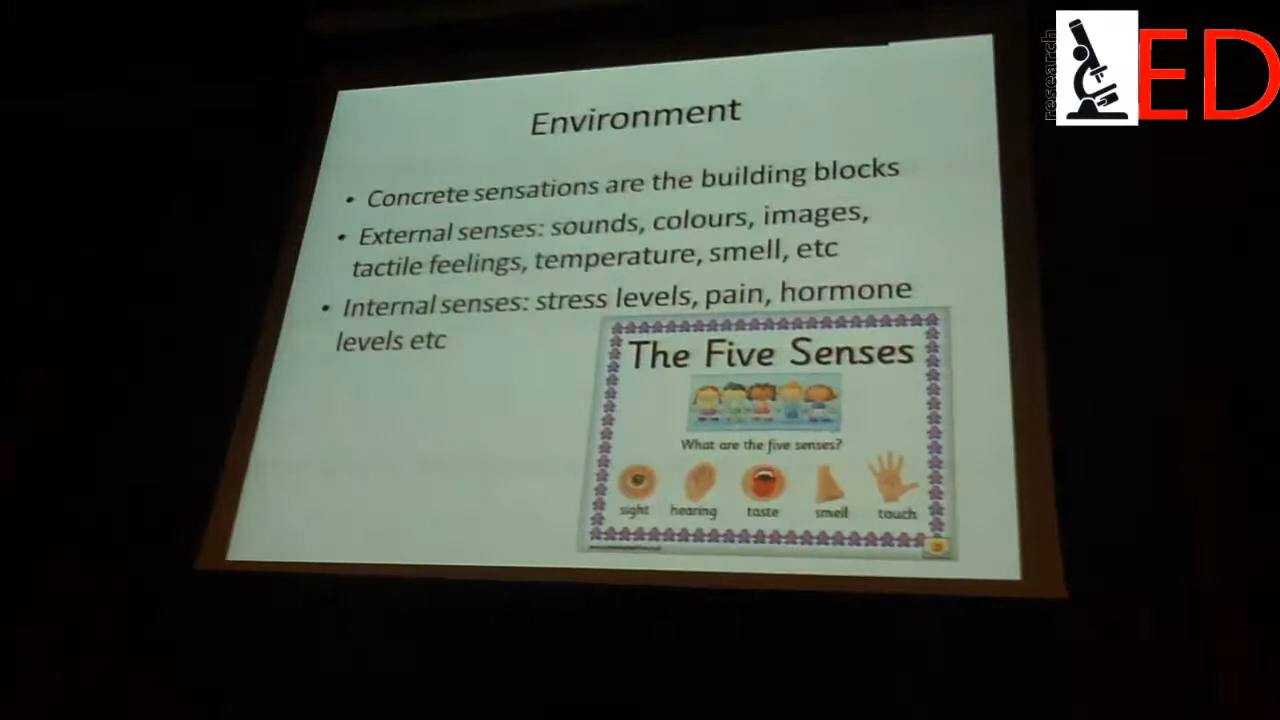 research
ED
Environment
• Concrete sensations are the building blocks
• External senses: sounds, colours, images,
tactile feelings, temperature, smell, etc
• Internal senses: stress levels, pain, hormone
levels etc
The Five Senses
What are the five senses?
sight hearing taste smell touch